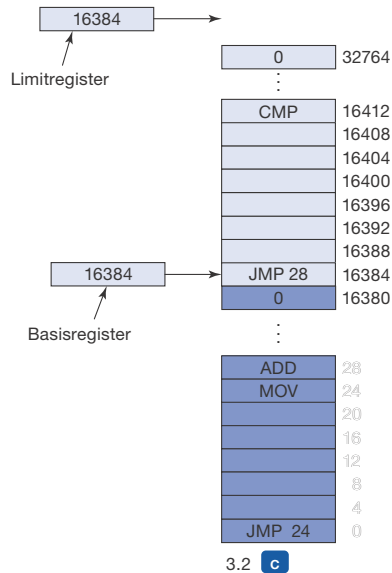 16384
Limitregister
0 32764
CMP 16412
16408
16404
16400
16396
16392
16388
16384 JMP 28 16384
0 16380
Basisregister
ADD 28
MOV 24
20
16
12
8
4
JMP 24 0
3.2 c